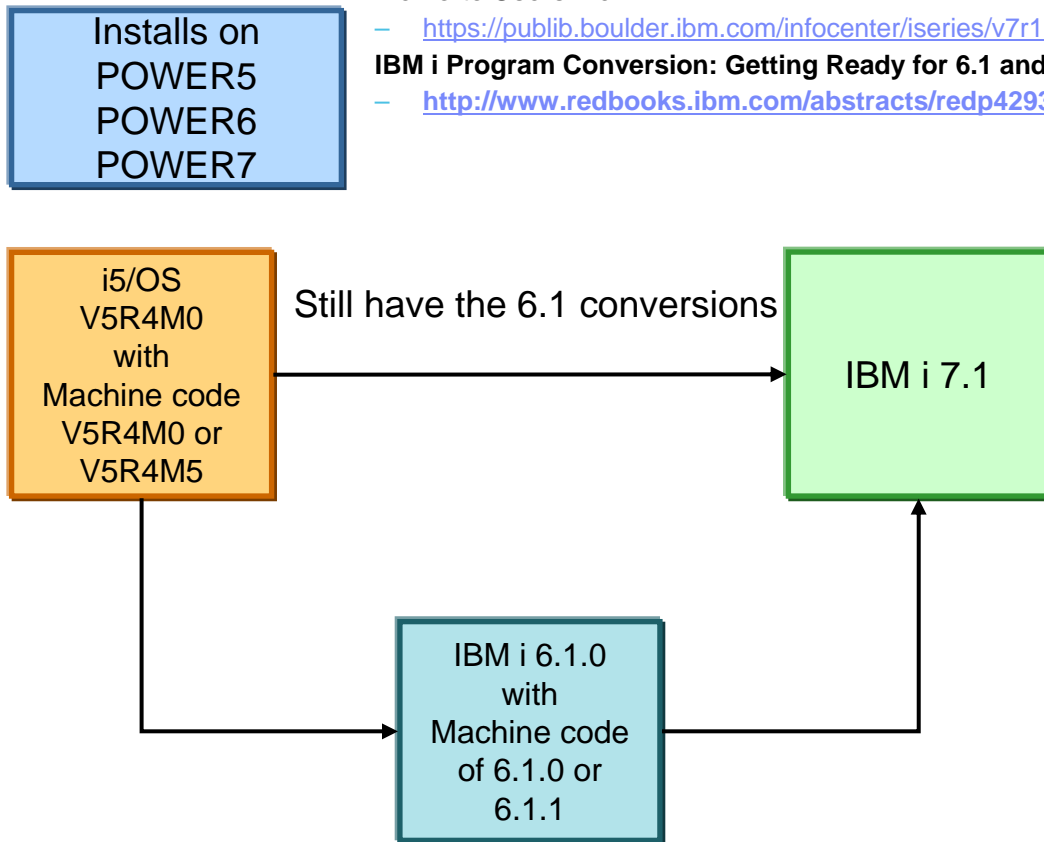 Installs on
POWER5
POWER6
POWER7
– https://publib.boulder.ibm.com/infocenter/iseries/v7r1
IBM i Program Conversion: Getting Ready for 6.1 and
– http://www.redbooks.ibm.com/abstracts/redp4293
i5/OS
V5R4M0
with
Machine code
V5R4M0 or
V5R4M5
Still have the 6.1 conversions
IBM i 7.1
IBM i 6.1.0
with
Machine code
of 6.1.0 or
6.1.1